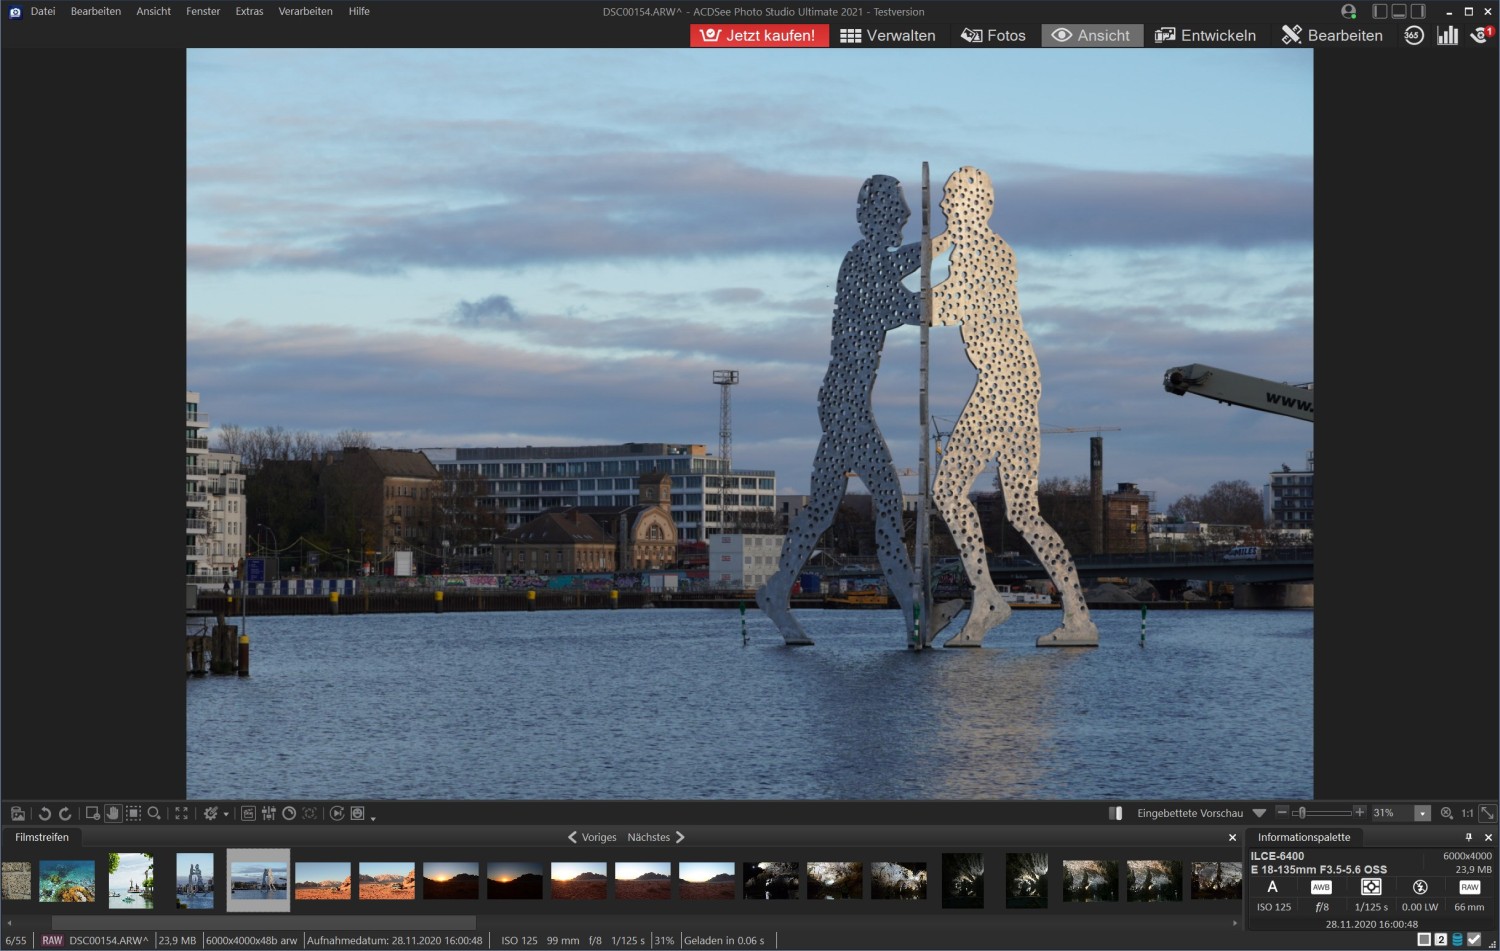 Datei Bearbeiten Ansicht Fenster Extras Verarbeiten Hilfe DSC00154.ARW^ - ACDSee Photo Studio Ultimate 2021 - Testversion
Jetzt kaufen! Verwalten Fotos Ansicht Entwickeln Bearbeiten 365 1
www.
Eingebettete Vorschau 31% 1:1
Filmstreifen Voriges Nächstes Informationspalette
ILCE-6400 6000x4000
E 18-135mm F3.5-5.6 OSS 23,9 MB
A AWB RAW
ISO 125 f/8 1/125 s 0.00 LW 66 mm
28.11.2020 16:00:48
6/55 RAW DSC00154.ARW^ 23,9 MB 6000x4000x48b arw Aufnahmedatum: 28.11.2020 16:00:48 ISO 125 99 mm f/8 1/125 s 31% Geladen in 0.06 s 2